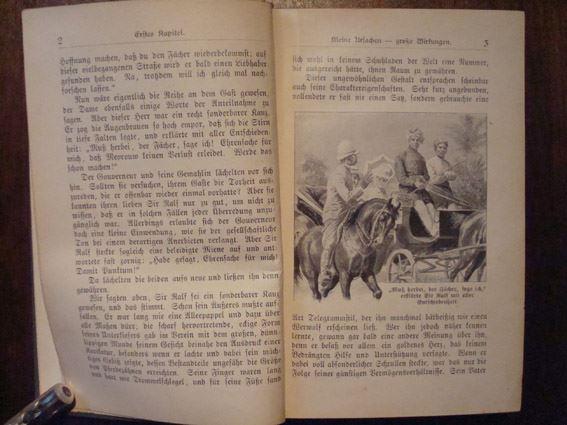 2
Erstes Kapitel.
Hoffnung machen, daß du den Fächer wiederbekommst; auf
dieser vielbegangenen Straße wird er bald einen Liebhaber
gefunden haben. Na, trotzdem will ich gleich mal nach-
forschen lassen!"
Nun wäre eigentlich die Reihe an dem Gast gewesen,
der Dame ebenfalls einige Worte der Anteilnahme zu
sagen. Aber dieser Herr war ein recht sonderbarer Kauz.
Er zog die Augenbrauen so hoch empor, daß sich die Stirn
in tiefe Falten legte, und erklärte mit aller Entschieden-
heit: „Muß herbei, der Fächer, sage ich! Ehrensache für
mich, daß Mevrouw keinen Verlust erleidet. Werde das
schon machen!"
Der Gouverneur und seine Gemahlin lächelten vor sich
hin. Sollten sie versuchen, ihrem Gaste die Torheit auszu-
reden, die er offenbar wieder einmal vorhatte? Aber sie
kannten ihren lieben Sir Ralf nur zu gut, um nicht zu
wissen, daß er in solchen Fällen jeder Überredung unzu-
gänglich war. Allerdings erlaubte sich der Gouverneur
doch eine kleine Einwendung, wie sie der gesellschaftliche
Ton bei einem derartigen Anerbieten verlangt. Aber Sir
Ralf steckte sogleich eine beleidigte Miene auf und ant-
wortete fast zornig: „Habe gesagt, Ehrensache für mich!
Damit Punktum!"
Da lächelten die beiden aufs neue und ließen ihn denn
gewähren.
Wir sagten oben, Sir Ralf sei ein sonderbarer Kauz
gewesen, und das stimmt. Schon sein Äußeres mußte auf-
fallen. Er war lang wie eine Alleepappel und dazu über
alle Maßen dürr; die scharf hervortretende, eckige Form
seines Unterkiefers gab im Verein mit dem großen, dünn-
lippigen Munde seinem Gesicht beinahe den Ausdruck einer
Karikatur, besonders wenn er lachte und dabei sein mäch-
tiges Gebiß zeigte, dessen Bestandteile ungefähr die Größe
von Pferdezähnen erreichten. Seine Finger waren lang
und hart wie Trommelschlegel, und für seine Füße fand
Kleine Ursachen — große Wirkungen.
3
sich wohl in keinem Schuhladen der Welt eine Nummer,
die ausgereicht hätte, ihnen Raum zu gewähren.
Dieser ungewöhnlichen Gestalt entsprachen scheinbar
auch seine Charaktereigenschaften. Sehr kurz angebunden,
vollendete er fast nie einen Satz, sondern gebrauchte eine
„Muß herbei, der Fächer, sage ich,"
erklärte Sir Ralf mit aller
Entschiedenheit.
Art Telegrammstil, der ihn manchmal bärbeißig wie einen
Werwolf erscheinen ließ. Wer ihn jedoch näher kennen
lernte, gewann gar bald eine andere Meinung über ihn,
denn er besaß vor allem ein goldenes Herz, das keinem
Bedrängten Hilfe und Unterstützung versagte. Wenn er
dabei voll absonderlicher Schrullen steckte, war das nur die
Folge seiner günstigen Vermögensverhältnisse. Sein Vater